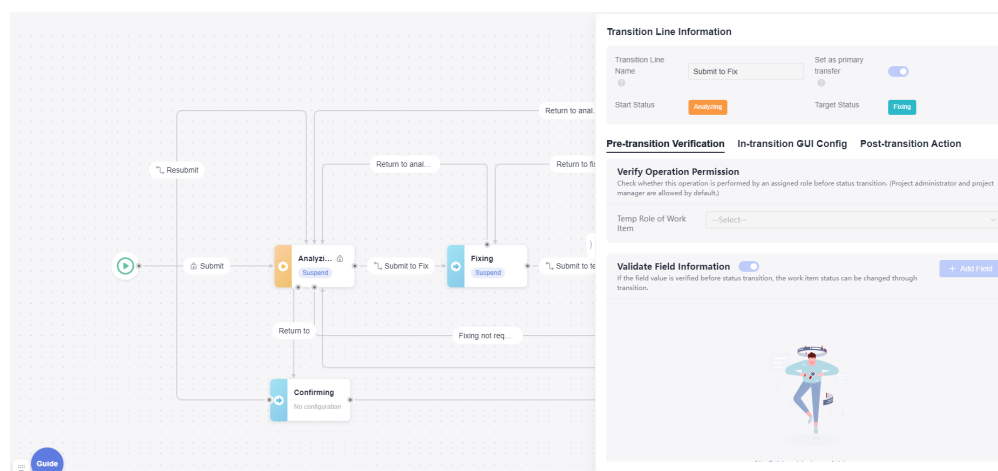 Transition Line Information
Transition Line
Name
Submit to Fix
Set as primary
transfer
Start Status
Analyzing
Target Status
Fixing
Pre-transition Verification
In-transition GUI Config
Post-transition Action
Verify Operation Permission
Check whether this operation is performed by an assigned role before status transition. (Project administrator and project
manager are allowed by default.)
Temp Role of Work
Item
--Select--
Validate Field Information
+ Add Field
If the field value is verified before status transition, the work item status can be changed through
transition.
Return to anal
Return to anal...
Return to fix
Resubmit
Submit
Analyzi...
Suspend
Submit to Fix
Fixing
Suspend
Submit to te
Return to
Fixing not req...
Confirming
No configuration
Guide